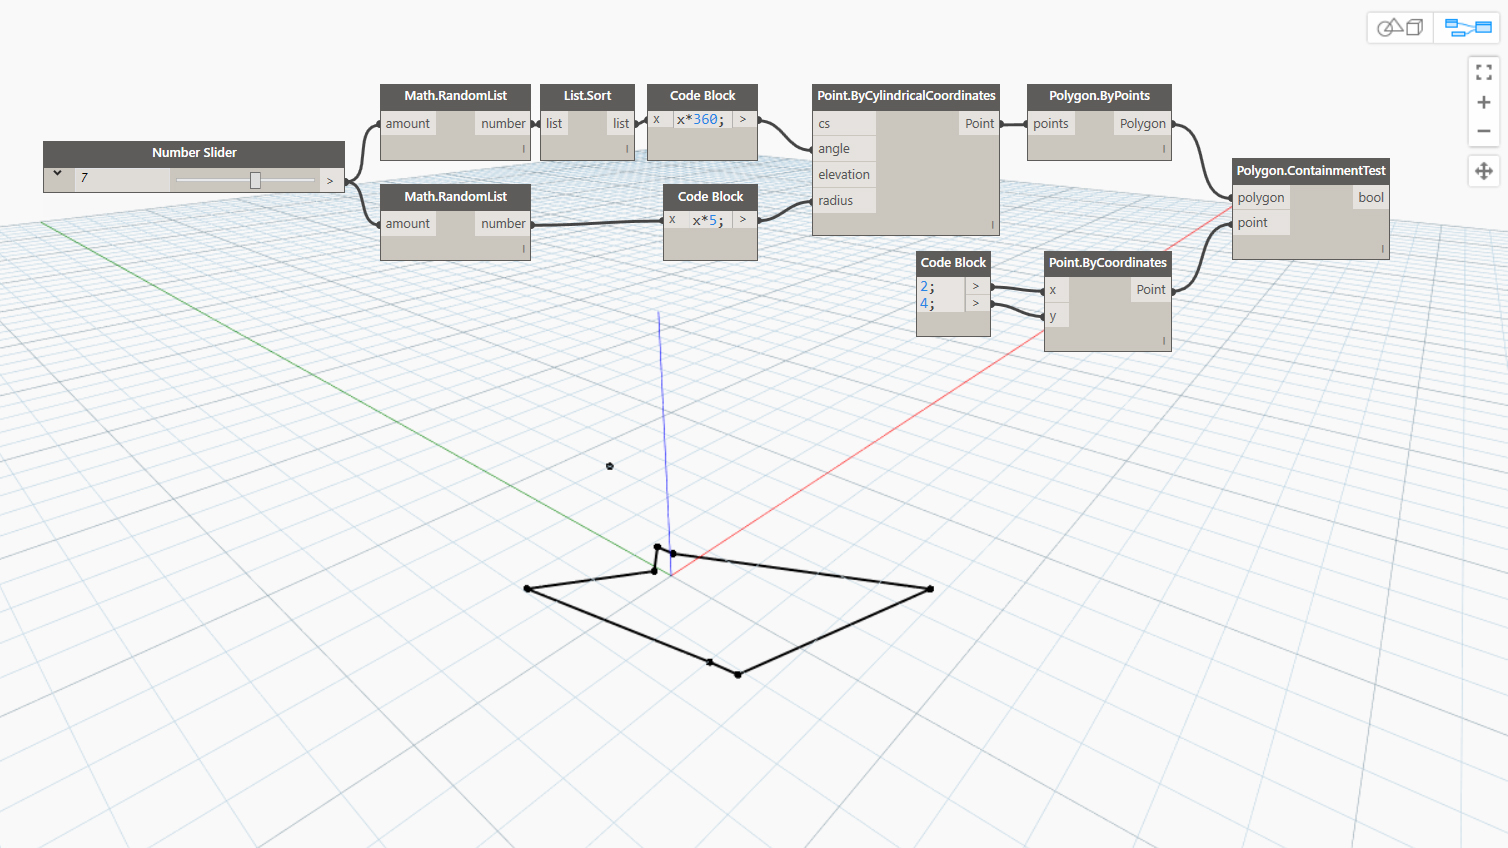 Number Slider
7
>
Math.RandomList
amount number
Math.RandomList
amount number
List.Sort
list list
Code Block
x x*360; >
Code Block
x x*5; >
Point.ByCylindricalCoordinates
cs Point
angle
elevation
radius
Code Block
2; >
4; >
Polygon.ByPoints
points Polygon
Point.ByCoordinates
x Point
y
Polygon.ContainmentTest
polygon bool
point